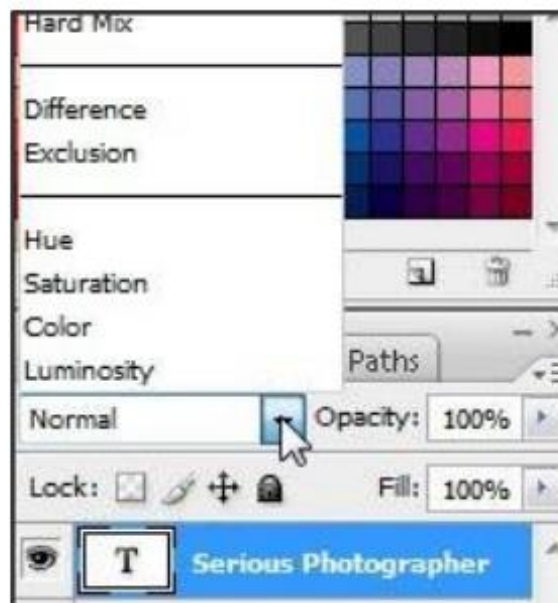 Hard Mix
Difference
Exclusion
Hue
Saturation
Color
Luminosity
Paths
Normal
Opacity: 100%
Lock:
Fill: 100%
T
Serious Photographer